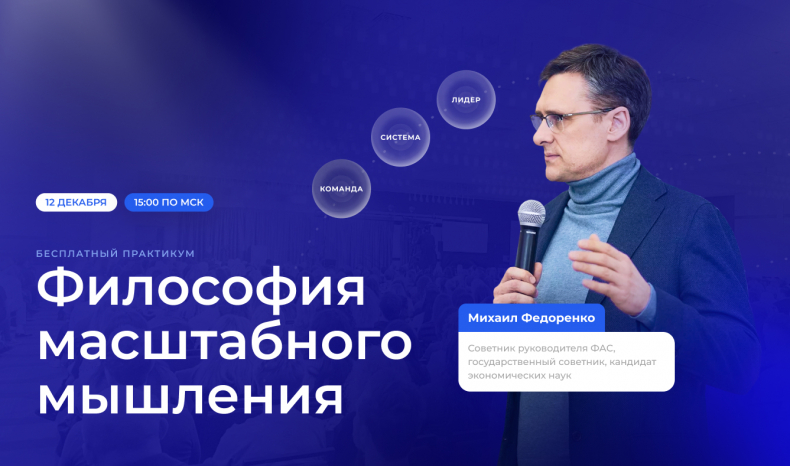 ЛИДЕР
СИСТЕМА
КОМАНДА
12 ДЕКАБРЯ
15:00 ПО МСК
БЕСПЛАТНЫЙ ПРАКТИКУМ
Философия
масштабного
мышления
Михаил Федоренко
Советник руководителя ФАС,
государственный советник, кандидат
экономических наук